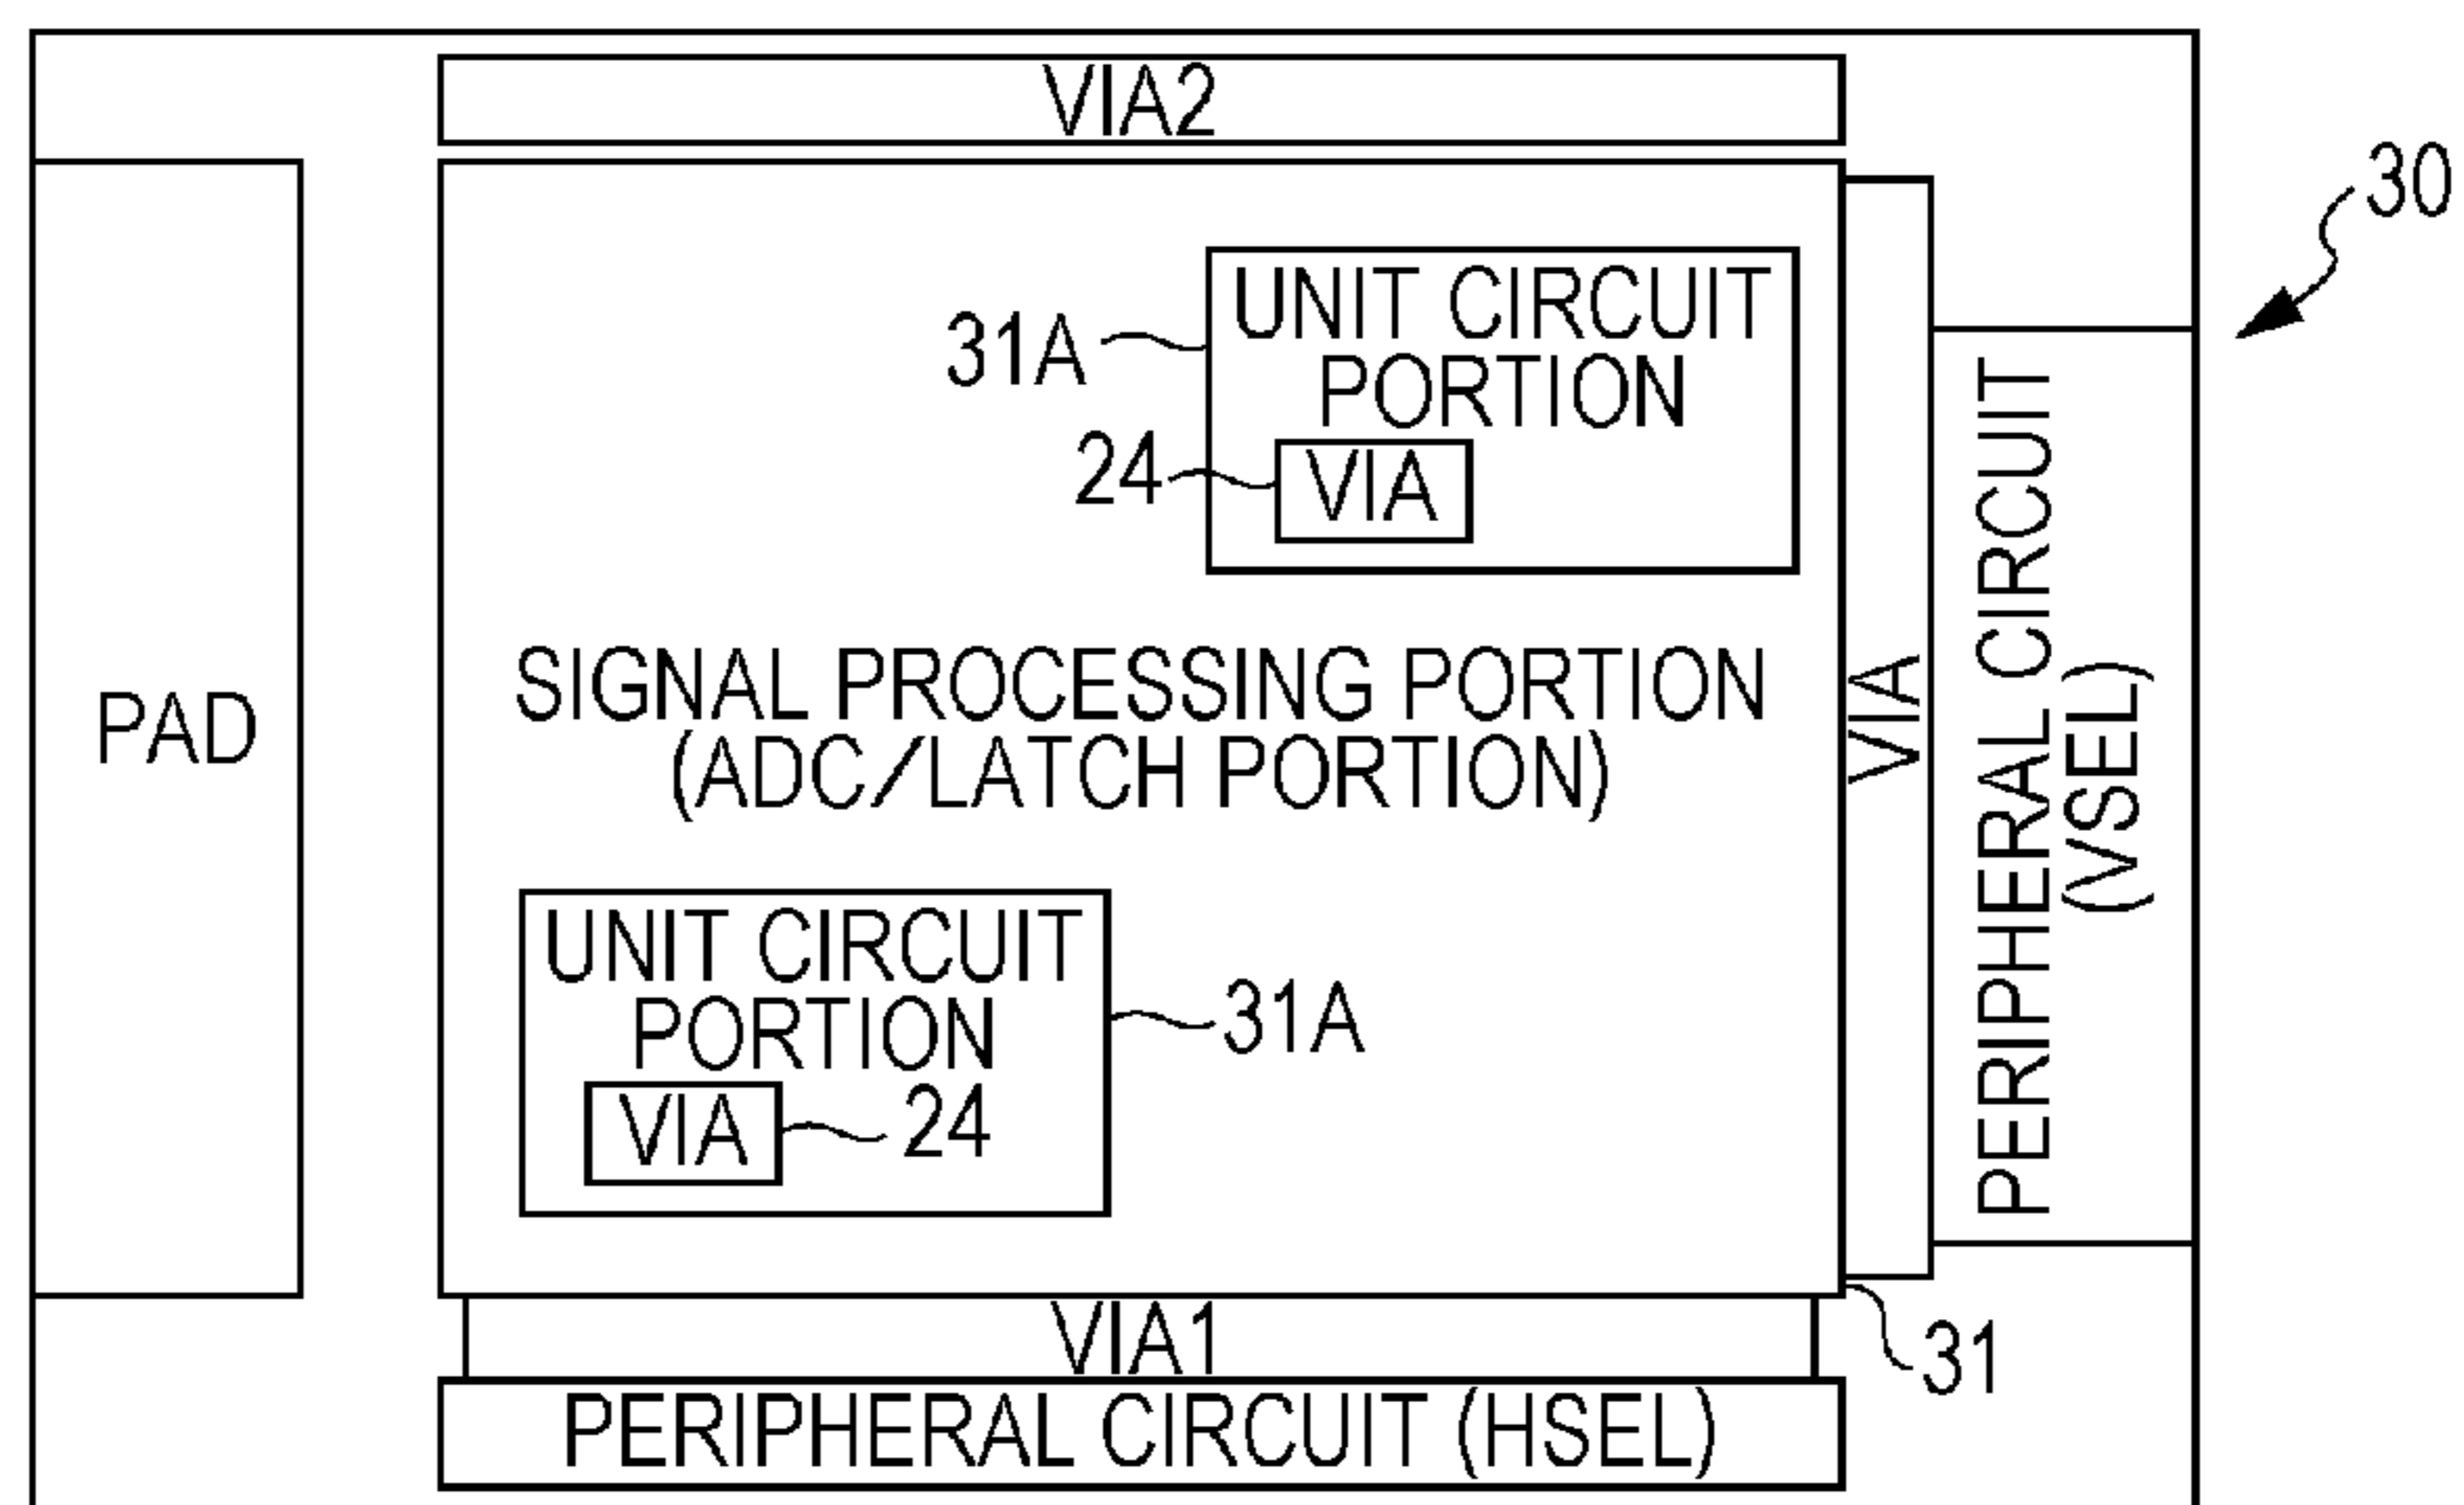 VIA2
30
UNIT CIRCUIT
PORTION
31A
24
VIA
PAD
SIGNAL PROCESSING PORTION
(ADC/LATCH PORTION)
VIA
PERIPHERAL CIRCUIT
(VSEL)
UNIT CIRCUIT
PORTION
31A
VIA
24
VIA1
31
PERIPHERAL CIRCUIT (HSEL)